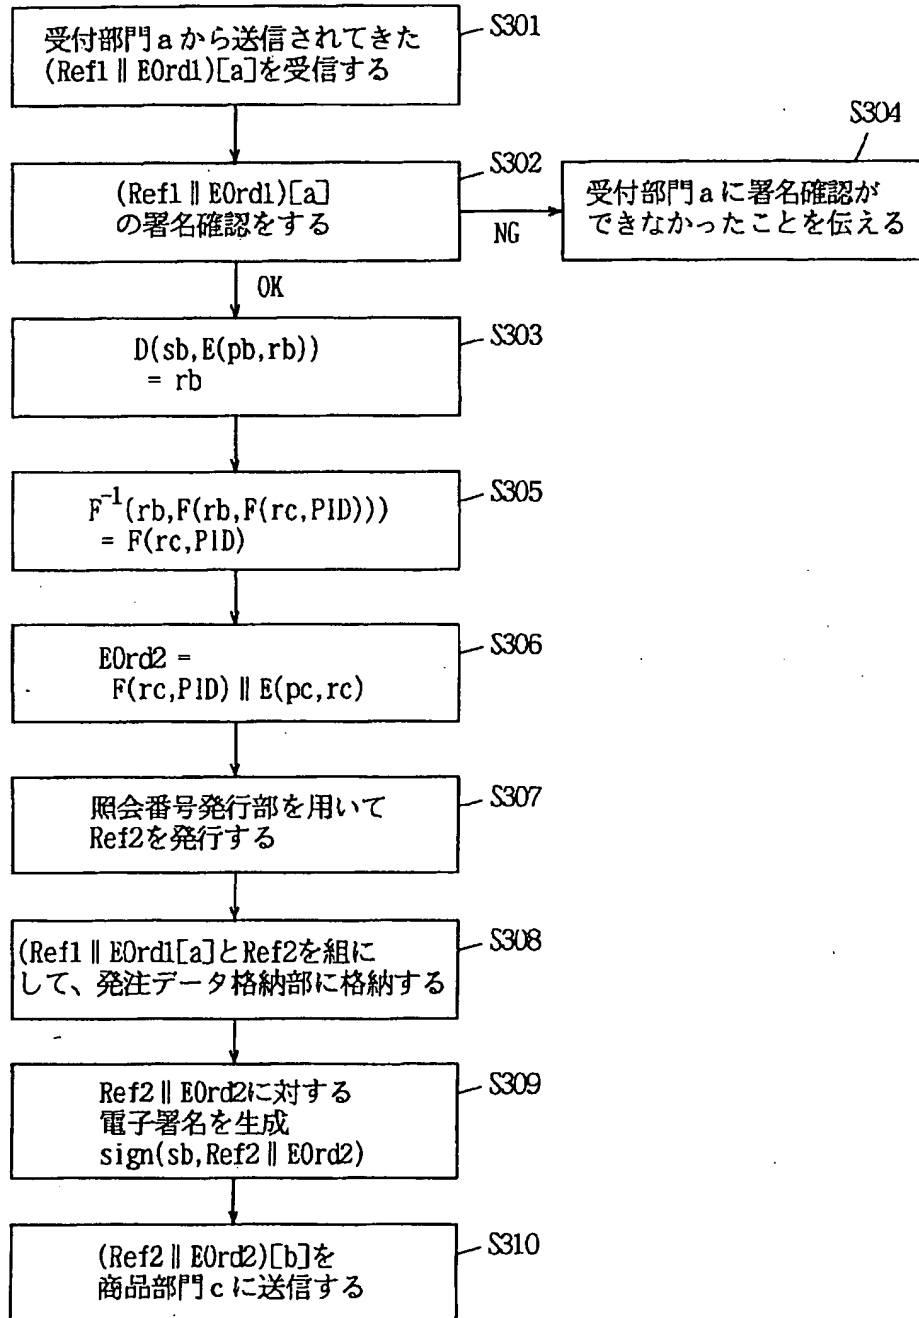 受付部門aから送信されてきた
(Ref1‖EOrd1)[a]を受信する
S301
(Ref1‖EOrd1)[a]
の署名確認をする
S302
NG
受付部門aに署名確認が
できなかったことを伝える
S304
OK
D(sb,E(pb,rb))
= rb
S303
F⁻¹(rb,F(rb,F(rc,PID)))
= F(rc,PID)
S305
EOrd2 =
F(rc,PID)‖E(pc,rc)
S306
照会番号発行部を用いて
Ref2を発行する
S307
(Ref1‖EOrd1[a]とRef2を組に
して、発注データ格納部に格納する
S308
Ref2‖EOrd2に対する
電子署名を生成
sign(sb,Ref2‖EOrd2)
S309
(Ref2‖EOrd2)[b]を
商品部門cに送信する
S310